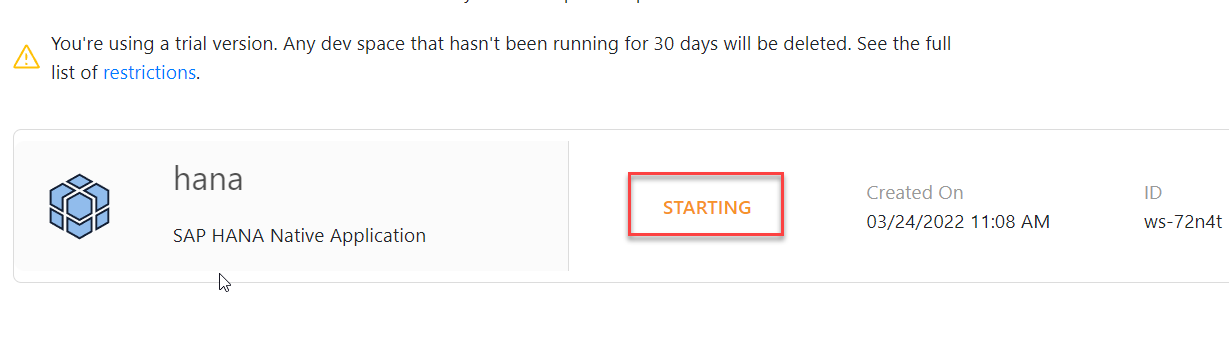 You're using a trial version. Any dev space that hasn't been running for 30 days will be deleted. See the full
list of restrictions.
hana
SAP HANA Native Application
STARTING
Created On
03/24/2022 11:08 AM
ID
ws-72n4t